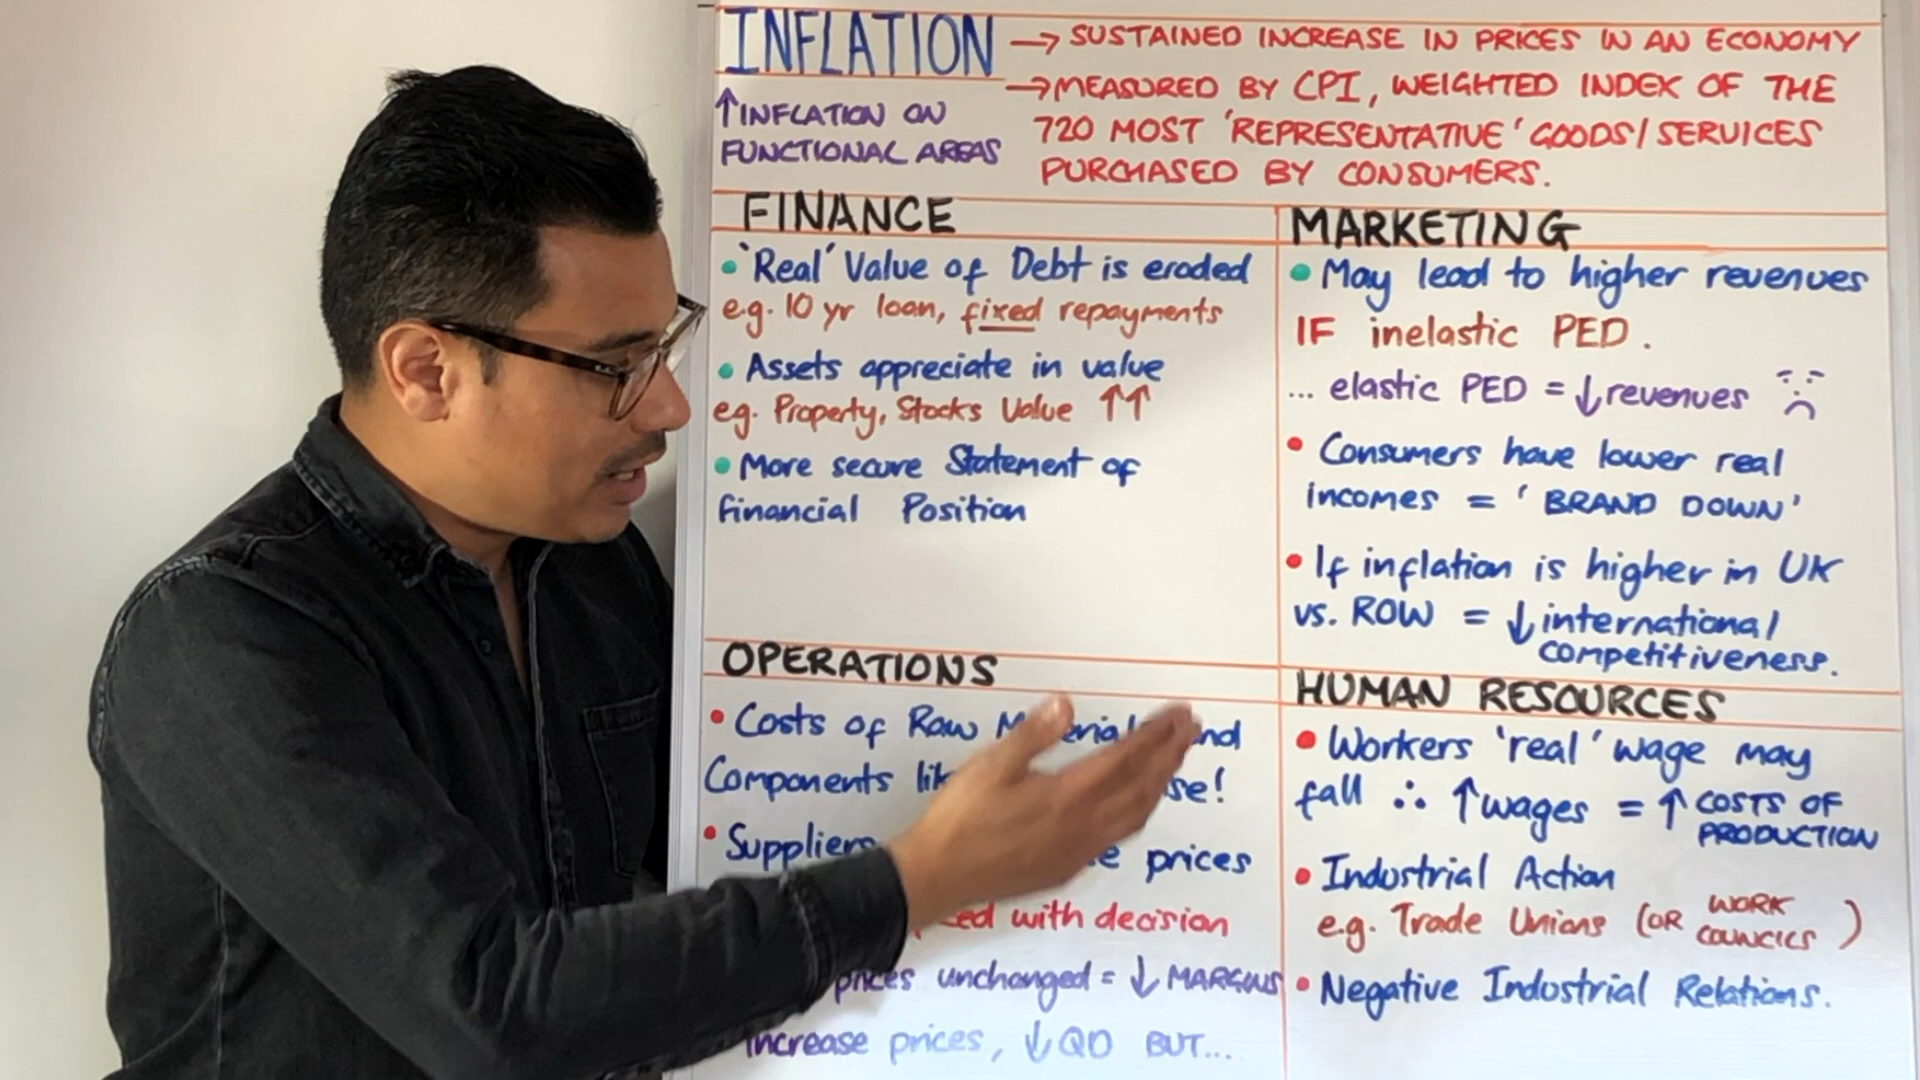 INFLATION → SUSTAINED INCREASE IN PRICES IN AN ECONOMY
→ MEASURED BY CPI, WEIGHTED INDEX OF THE
720 MOST 'REPRESENTATIVE' GOODS/SERVICES
PURCHASED BY CONSUMERS.
↑ INFLATION ON
FUNCTIONAL AREAS
FINANCE
• 'Real' Value of Debt is eroded
e.g. 10 yr loan, fixed repayments
• Assets appreciate in value
eg. Property, Stocks Value ↑↑
• More secure Statement of
financial Position
MARKETING
• May lead to higher revenues
IF inelastic PED.
... elastic PED = ↓ revenues
• Consumers have lower real
incomes = 'BRAND DOWN'
• If inflation is higher in UK
vs. ROW = ↓ international
competitiveness.
OPERATIONS
• Costs of Raw and
Components
• Suppliers prices
with decision
prices unchanged = ↓ MARGINS
increase prices, ↓ QD BUT...
HUMAN RESOURCES
• Workers 'real' wage may
fall ∴ ↑ wages = ↑ COSTS OF
PRODUCTION
• Industrial Action
e.g. Trade Unions (OR WORK
COUNCILS)
• Negative Industrial Relations.